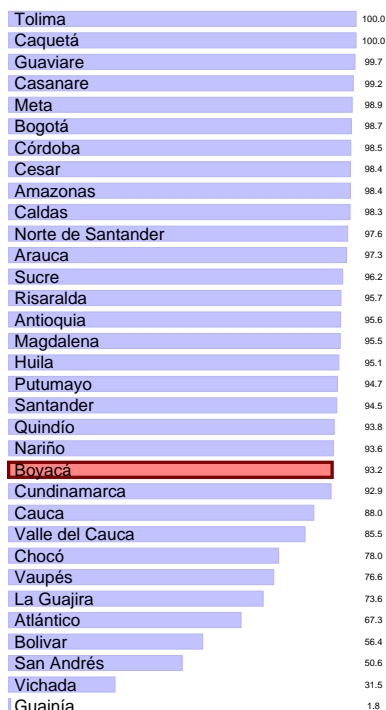 Tolima 100.0
Caquetá 100.0
Guaviare 99.7
Casanare 99.2
Meta 98.9
Bogotá 98.7
Córdoba 98.5
Cesar 98.4
Amazonas 98.4
Caldas 98.3
Norte de Santander 97.6
Arauca 97.3
Sucre 96.2
Risaralda 95.7
Antioquia 95.6
Magdalena 95.5
Huila 95.1
Putumayo 94.7
Santander 94.5
Quindío 93.8
Nariño 93.6
Boyacá 93.2
Cundinamarca 92.9
Cauca 88.0
Valle del Cauca 85.5
Chocó 78.0
Vaupés 76.6
La Guajira 73.6
Atlántico 67.3
Bolivar 56.4
San Andrés 50.6
Vichada 31.5
Guainía 1.8